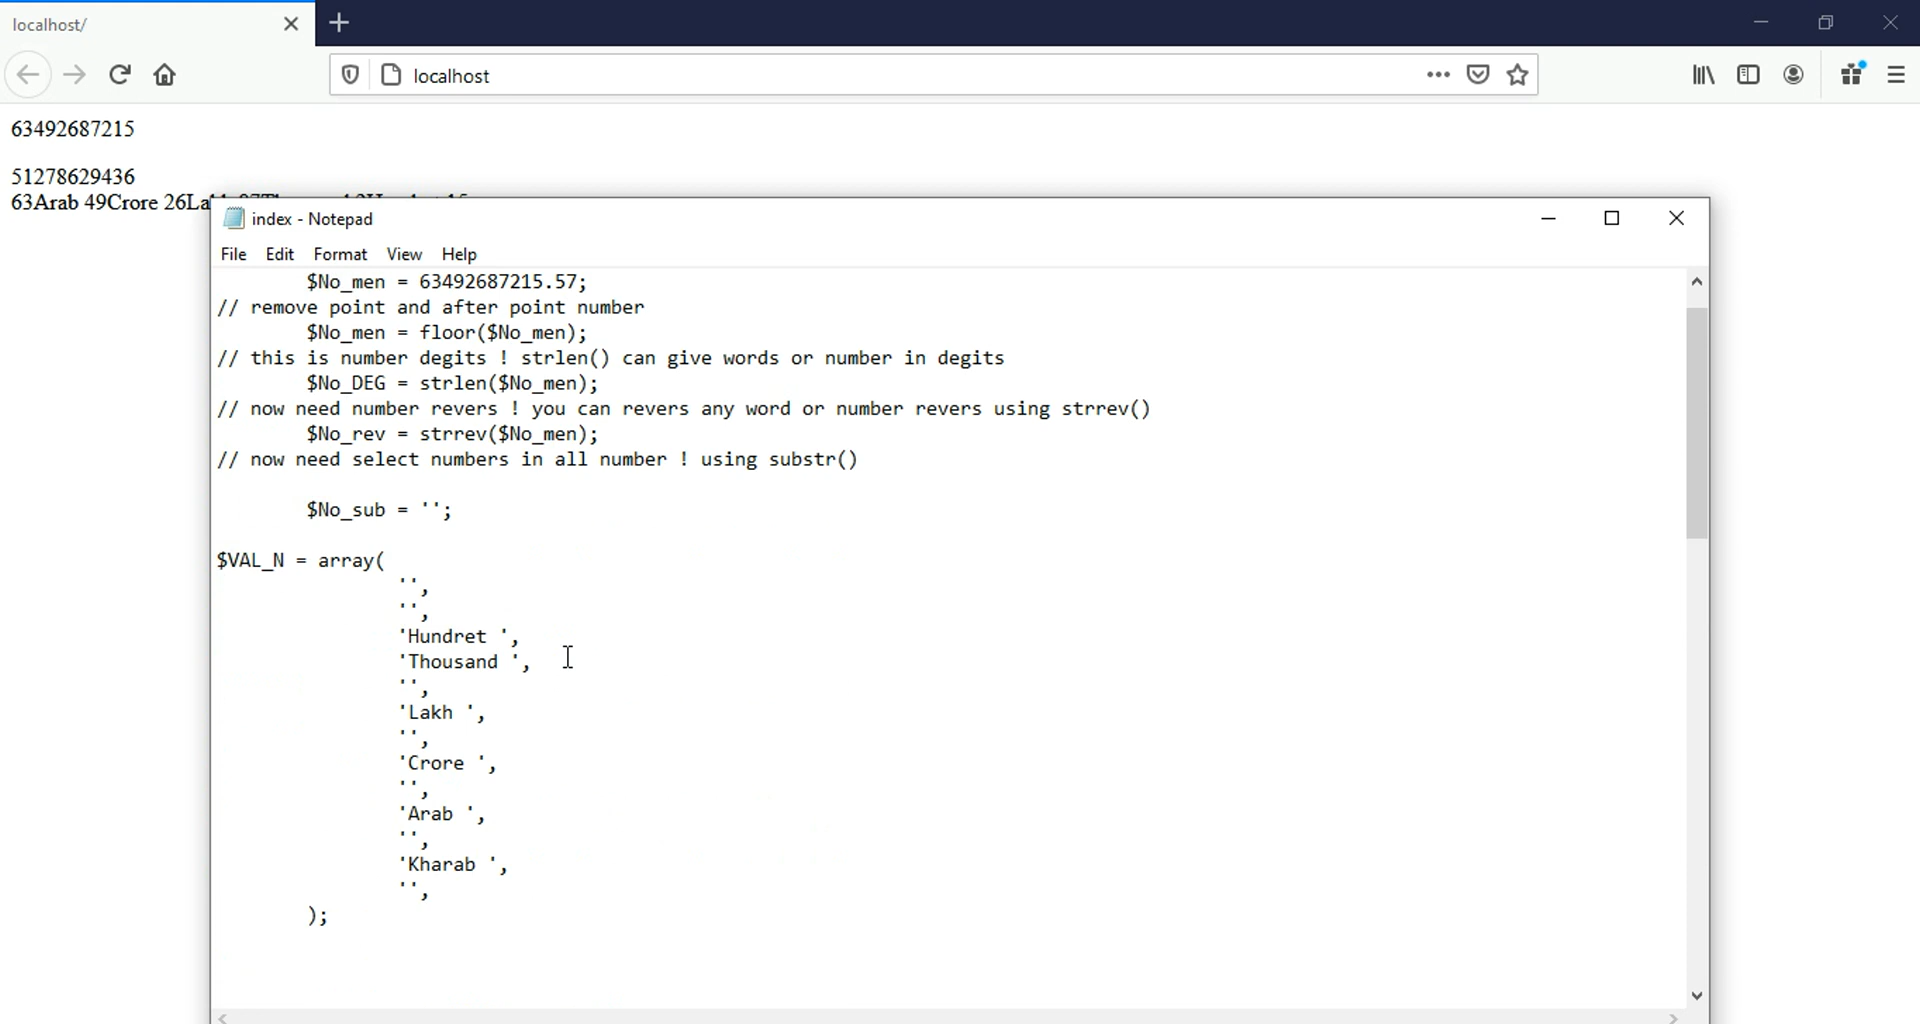 localhost/
localhost
63492687215
51278629436
63Arab 49Crore
index - Notepad
File Edit Format View Help
$No_men = 63492687215.57;
// remove point and after point number
$No_men = floor($No_men);
// this is number degits ! strlen() can give words or number in degits
$No_DEG = strlen($No_men);
// now need number revers ! you can revers any word or number revers using strrev()
$No_rev = strrev($No_men);
// now need select numbers in all number ! using substr()
$No_sub = '';
$VAL_N = array(
'',
'',
'Hundret ',
'Thousand ',
'',
'Lakh ',
'',
'Crore ',
'',
'Arab ',
'',
'Kharab ',
'',
);